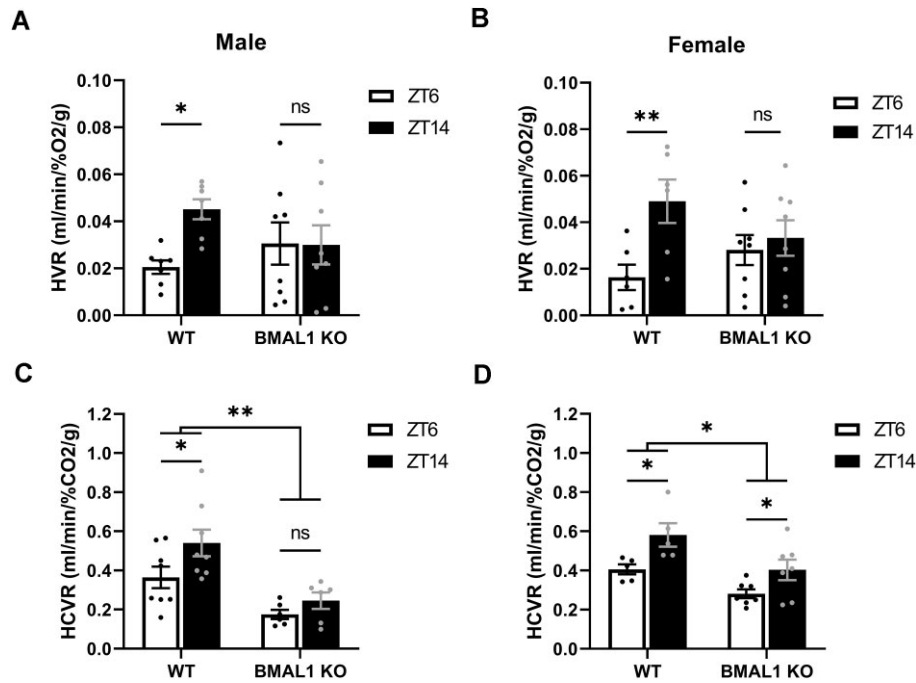 A
Male
HVR (ml/min/%O2/g)
0.10
0.08
0.06
0.04
0.02
0.00
*
ns
ZT6
ZT14
WT
BMAL1 KO
B
Female
HVR (ml/min/%O2/g)
0.10
0.08
0.06
0.04
0.02
0.00
**
ns
ZT6
ZT14
WT
BMAL1 KO
C
HCVR (ml/min/%CO2/g)
1.2
1.0
0.8
0.6
0.4
0.2
0.0
**
*
ns
ZT6
ZT14
WT
BMAL1 KO
D
HCVR (ml/min/%CO2/g)
1.2
1.0
0.8
0.6
0.4
0.2
0.0
*
*
*
ZT6
ZT14
WT
BMAL1 KO